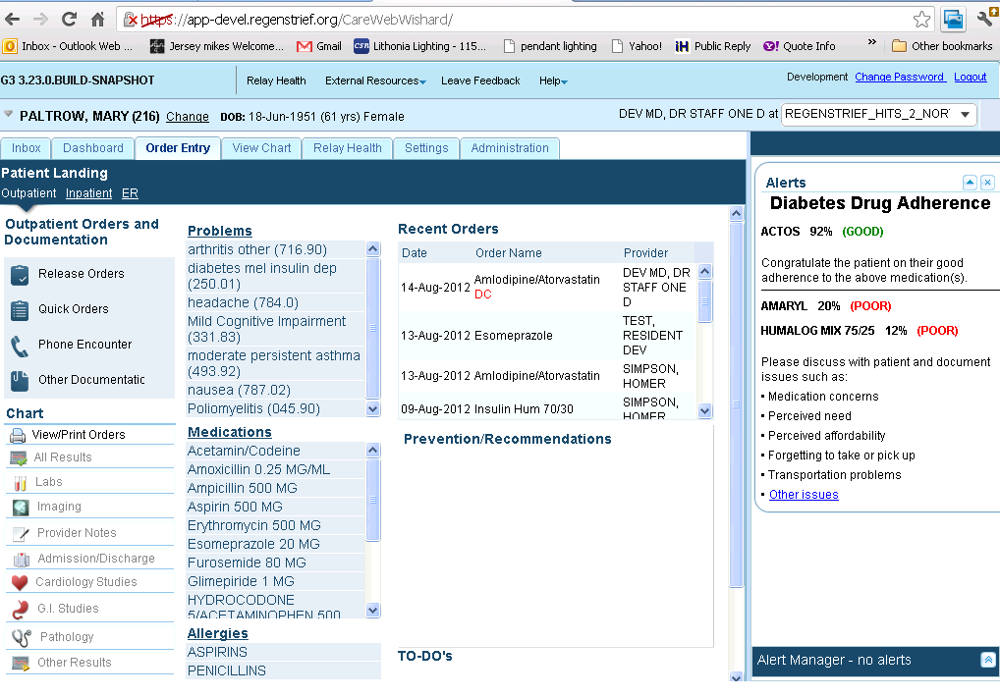 https://app-devel.regenstrief.org/CareWebWishard/
Inbox - Outlook Web ... Jersey mikes Welcome... Gmail csn Lithonia Lighting - 115... pendant lighting Yahoo! iH Public Reply Quote Info » Other bookmarks
G3 3.23.0.BUILD-SNAPSHOT Relay Health External Resources Leave Feedback Help Development Change Password Logout
PALTROW, MARY (216) Change DOB: 18-Jun-1951 (61 yrs) Female DEV MD, DR STAFF ONE D at REGENSTRIEF_HITS_2_NOR
Inbox Dashboard Order Entry View Chart Relay Health Settings Administration
Patient Landing
Outpatient Inpatient ER
Outpatient Orders and
Documentation
Release Orders
Quick Orders
Phone Encounter
Other Documentatic
Chart
View/Print Orders
All Results
Labs
Imaging
Provider Notes
Admission/Discharge
Cardiology Studies
G.I. Studies
Pathology
Other Results
Problems
arthritis other (716.90)
diabetes mel insulin dep
(250.01)
headache (784.0)
Mild Cognitive Impairment
(331.83)
moderate persistent asthma
(493.92)
nausea (787.02)
Poliomyelitis (045.90)
Medications
Acetamin/Codeine
Amoxicillin 0.25 MG/ML
Ampicillin 500 MG
Aspirin 500 MG
Erythromycin 500 MG
Esomeprazole 20 MG
Furosemide 80 MG
Glimepiride 1 MG
HYDROCODONE
5/ACETAMINOPHEN 500
Allergies
ASPIRINS
PENICILLINS
Recent Orders
Date Order Name Provider
14-Aug-2012 Amlodipine/Atorvastatin DC DEV MD, DR STAFF ONE D
13-Aug-2012 Esomeprazole TEST, RESIDENT DEV
13-Aug-2012 Amlodipine/Atorvastatin SIMPSON, HOMER
09-Aug-2012 Insulin Hum 70/30 SIMPSON, HOMER
Prevention/Recommendations
TO-DO's
Alerts
Diabetes Drug Adherence
ACTOS 92% (GOOD)
Congratulate the patient on their good
adherence to the above medication(s).
AMARYL 20% (POOR)
HUMALOG MIX 75/25 12% (POOR)
Please discuss with patient and document
issues such as:
• Medication concerns
• Perceived need
• Perceived affordability
• Forgetting to take or pick up
• Transportation problems
• Other issues
Alert Manager - no alerts